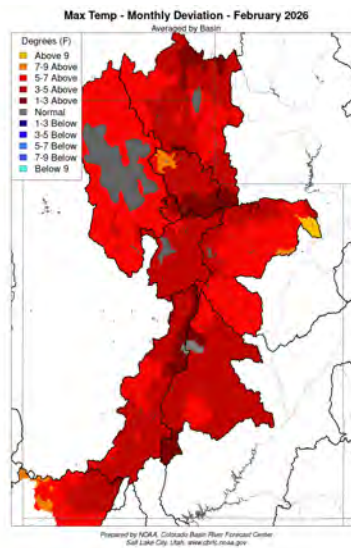 Max Temp - Monthly Deviation - February 2026
Averaged by Basin
Degrees (F)
Above 9
7-9 Above
5-7 Above
3-5 Above
1-3 Above
Normal
1-3 Below
3-5 Below
5-7 Below
7-9 Below
Below 9
Prepared by NOAA, Colorado Basin River Forecast Center
Salt Lake City, Utah, www.cbrfc.noaa.gov